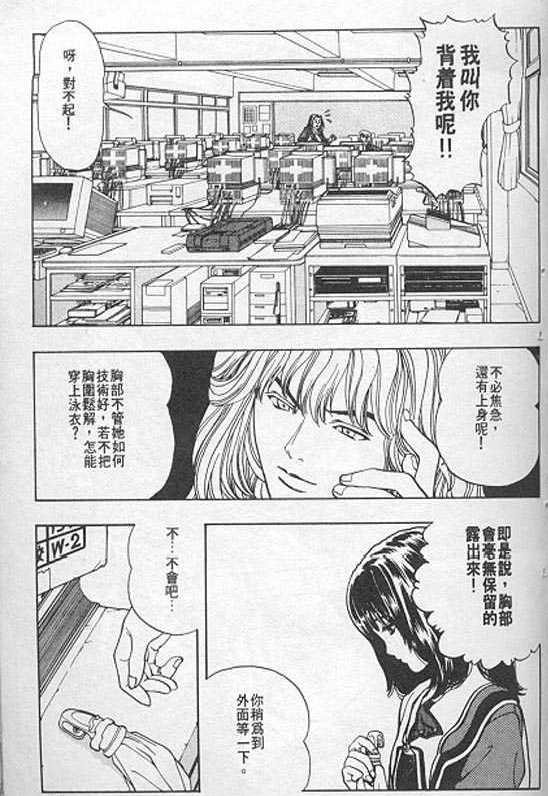 我叫你
背着我呢!!
呀，對不起！
不必焦急，
還有上身呢！
胸部不管她如何
技術好，若不把
胸圍鬆解，怎能
穿上泳衣？
即是說，胸部
會毫無保留的
露出來！
你稍為到
外面等一下。
不…不會吧…
W-2